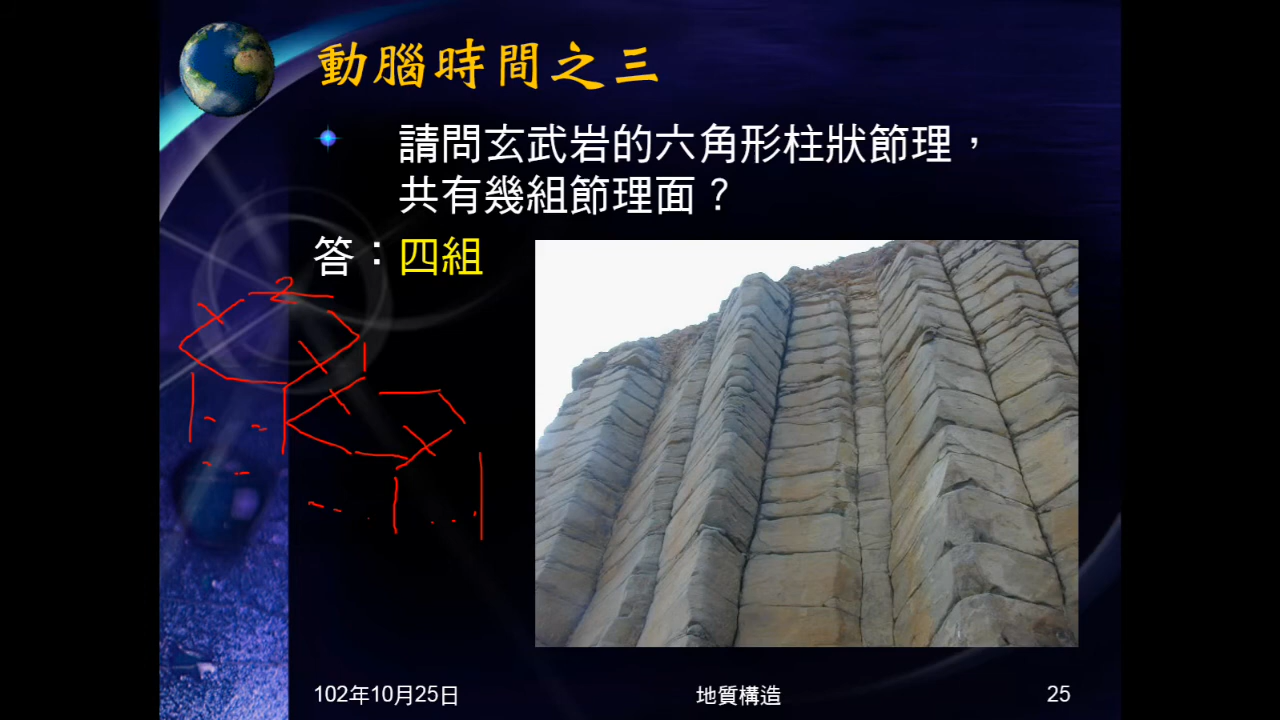 動腦時間之三
請問玄武岩的六角形柱狀節理，
共有幾組節理面？
答：四組
2
102年10月25日
地質構造
25